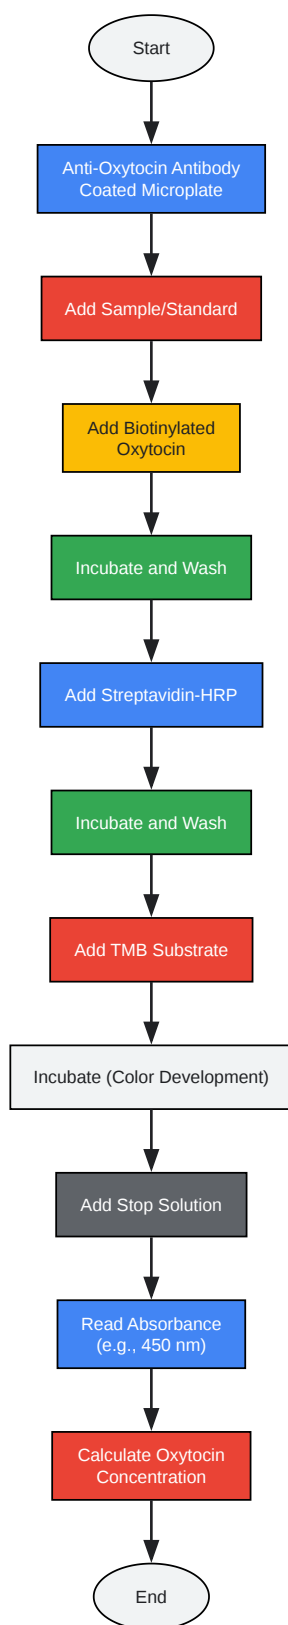 Start
Anti-Oxytocin Antibody
Coated Microplate
Add Sample/Standard
Add Biotinylated
Oxytocin
Incubate and Wash
Add Streptavidin-HRP
Incubate and Wash
Add TMB Substrate
Incubate (Color Development)
Add Stop Solution
Read Absorbance
(e.g., 450 nm)
Calculate Oxytocin
Concentration
End